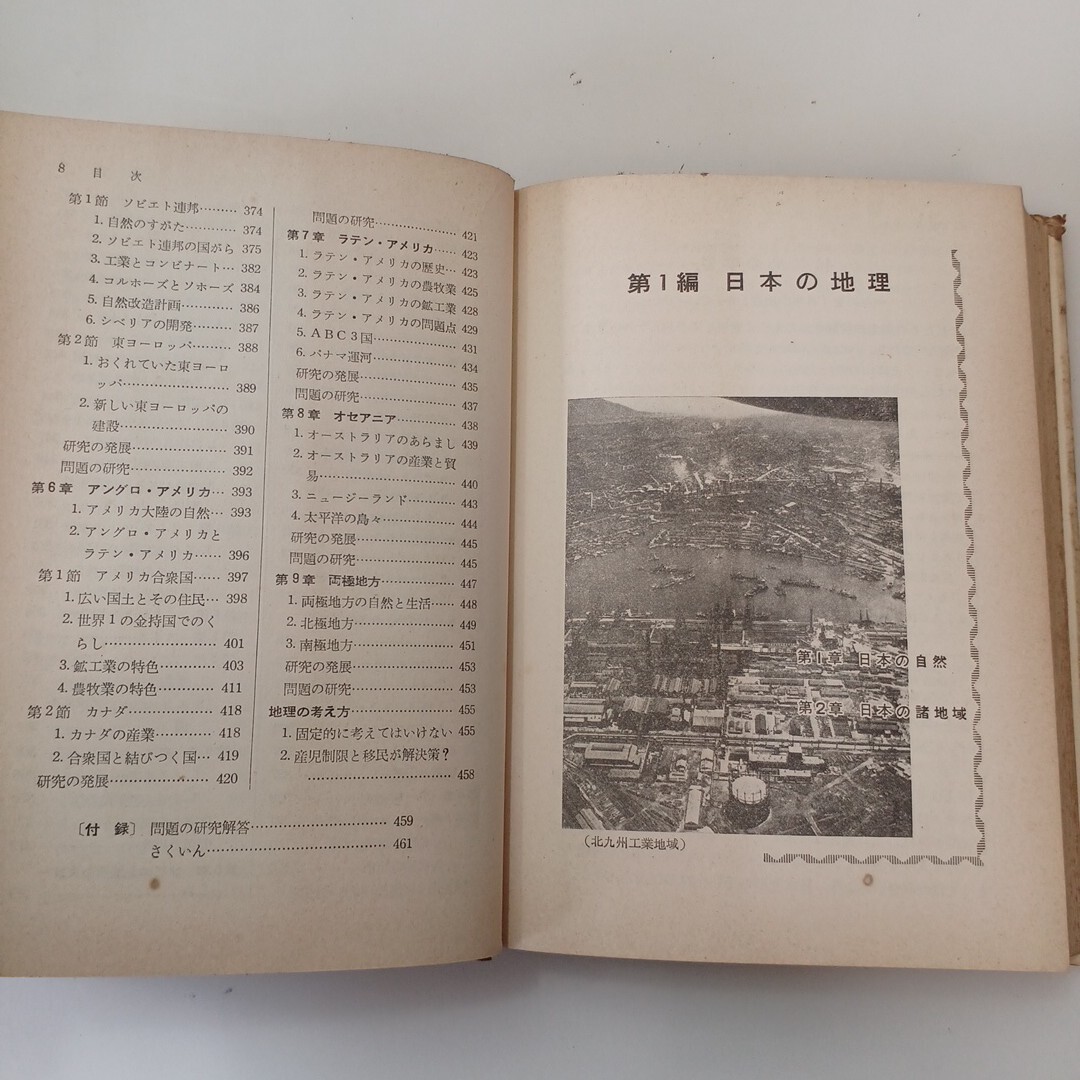 8 目次
第1節 ソビエト連邦……… 374
1. 自然のすがた………… 374
2. ソビエト連邦の国がら 375
3. 工業とコンビナート… 382
4. コルホーズとソホーズ 384
5. 自然改造計画………… 386
6. シベリアの開発……… 387
第2節 東ヨーロッパ……… 388
1. おくれていた東ヨーロ
ッパ…………………… 389
2. 新しい東ヨーロッパの
建設…………………… 390
研究の発展………………… 391
問題の研究………………… 392
第6章 アングロ・アメリカ… 393
1. アメリカ大陸の自然… 393
2. アングロ・アメリカと
ラテン・アメリカ…… 396
第1節 アメリカ合衆国…… 397
1. 広い国土とその住民… 398
2. 世界1の金持国でのく
らし…………………… 401
3. 鉱工業の特色………… 403
4. 農牧業の特色………… 411
第2節 カナダ……………… 418
1. カナダの産業………… 418
2. 合衆国と結びつく国… 419
研究の発展………………… 420
問題の研究………………… 421
第7章 ラテン・アメリカ…… 423
1. ラテン・アメリカの歴史… 423
2. ラテン・アメリカの農牧業 425
3. ラテン・アメリカの鉱工業 428
4. ラテン・アメリカの問題点 429
5. ABC3国……………… 431
6. パナマ運河…………… 434
研究の発展………………… 435
問題の研究………………… 437
第8章 オセアニア………… 438
1. オーストラリアのあらまし 439
2. オーストラリアの産業と貿
易……………………… 440
3. ニュージーランド…… 443
4. 太平洋の島々………… 444
研究の発展………………… 445
問題の研究………………… 445
第9章 両極地方…………… 447
1. 両極地方の自然と生活…… 448
2. 北極地方……………… 449
3. 南極地方……………… 451
研究の発展………………… 453
問題の研究………………… 453
地理の考え方……………… 455
1. 固定的に考えてはいけない 455
2. 産児制限と移民が解決策?
………………………… 458
〔付録〕 問題の研究解答…………………… 459
さくいん…………………………… 461
第1編 日本の地理
第1章 日本の自然
第2章 日本の諸地域
(北九州工業地域)